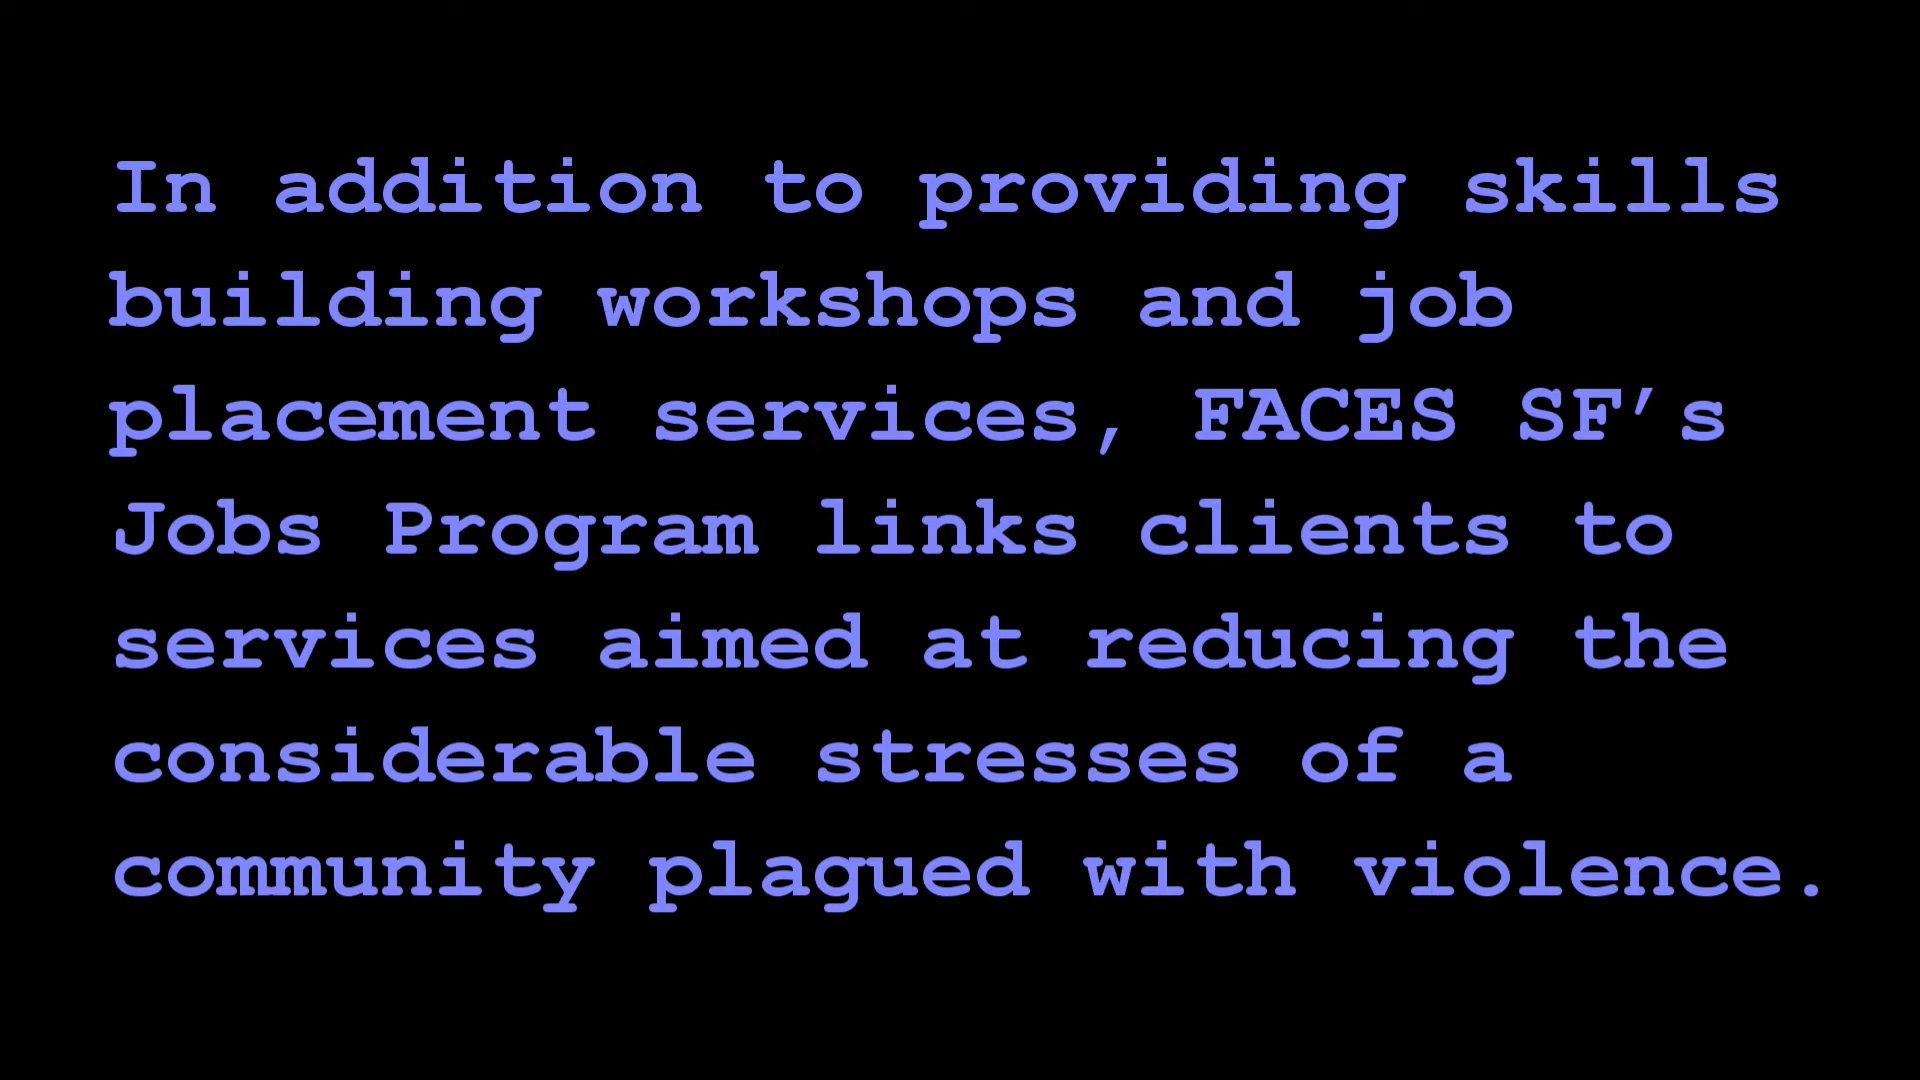 In addition to providing skills
building workshops and job
placement services, FACES SF’s
Jobs Program links clients to
services aimed at reducing the
considerable stresses of a
community plagued with violence.